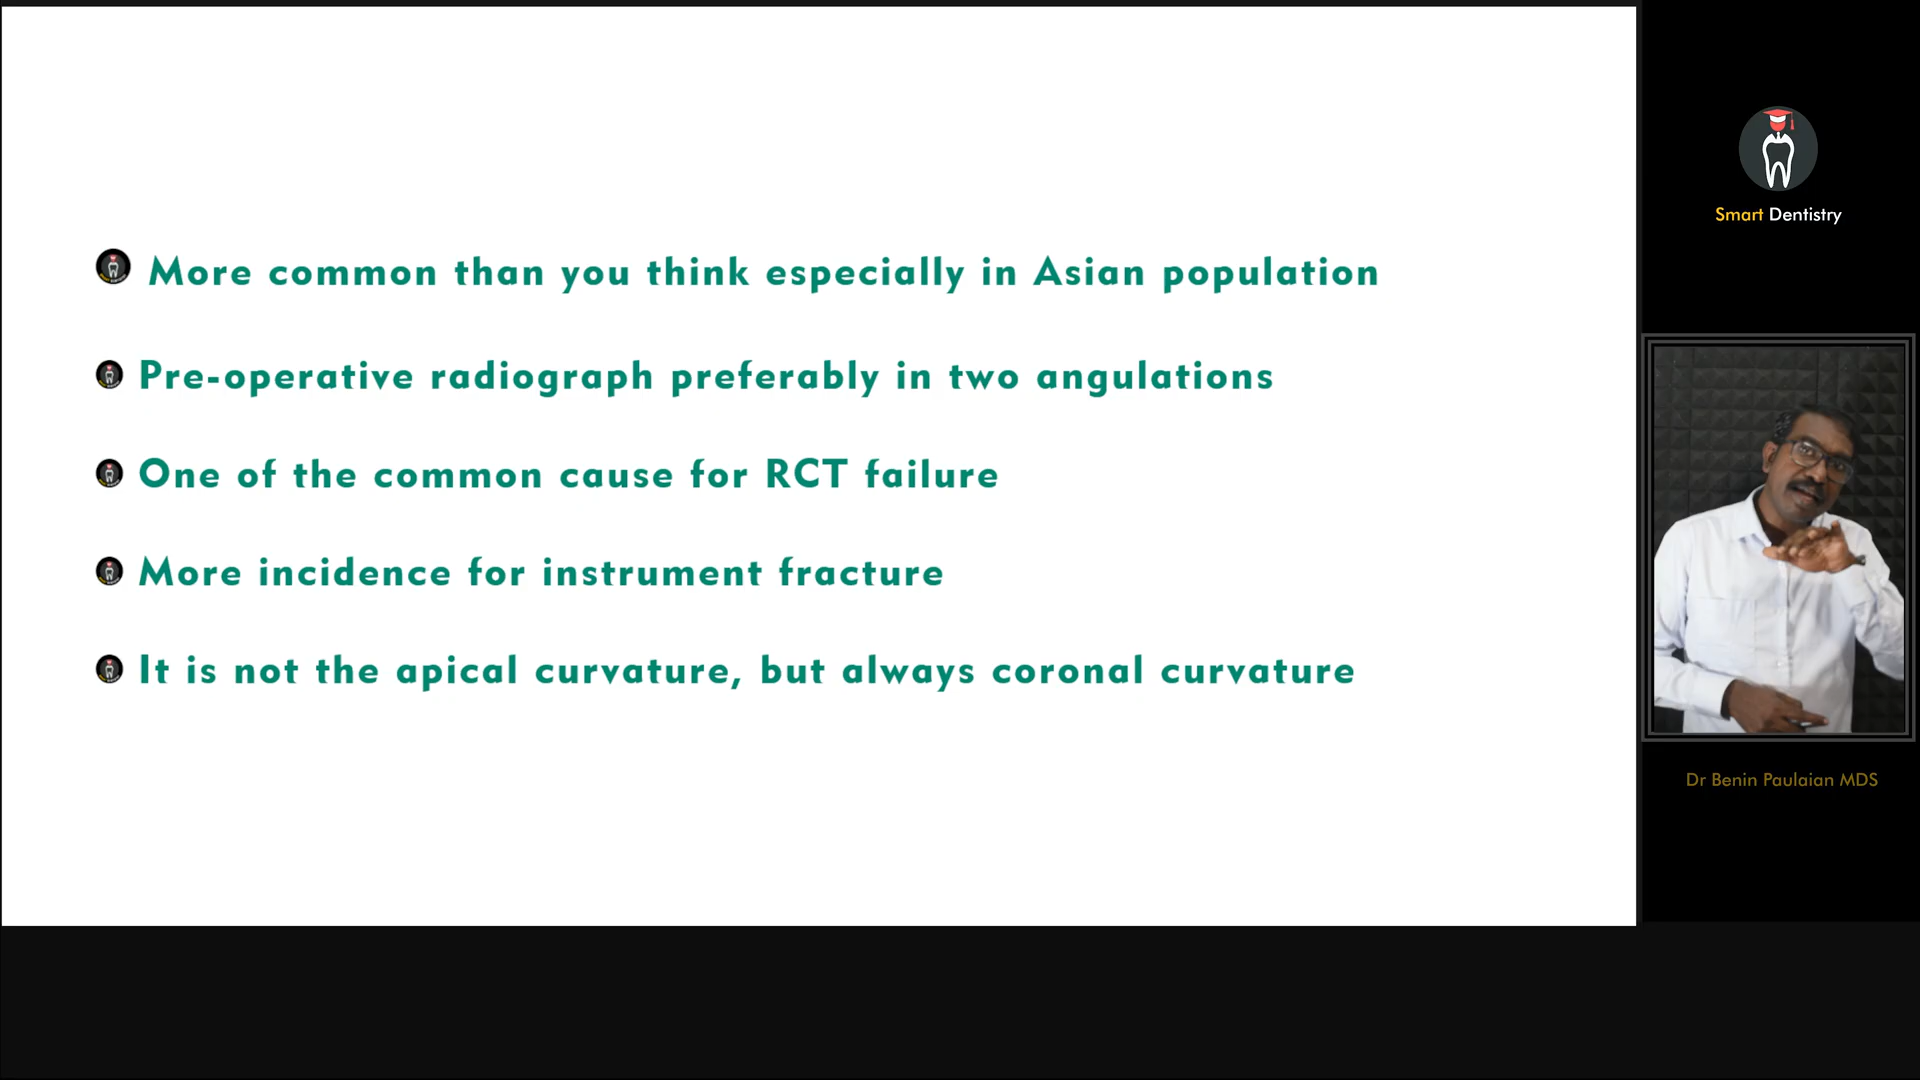 More common than you think especially in Asian population
Pre-operative radiograph preferably in two angulations
One of the common cause for RCT failure
More incidence for instrument fracture
It is not the apical curvature, but always coronal curvature
Smart Dentistry
Dr Benin Paulaian MDS